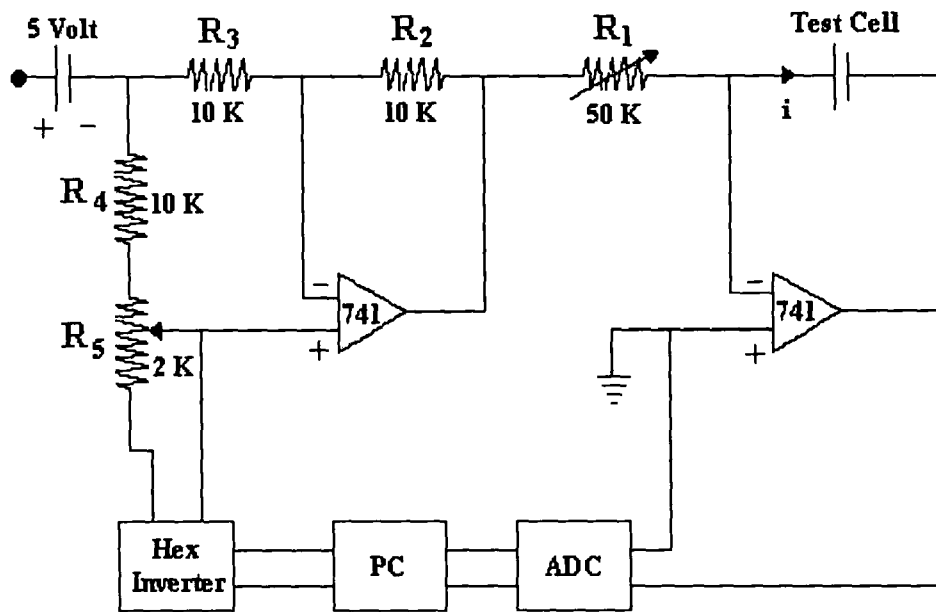 5 Volt
R3
R2
R1
Test Cell
+ −
10 K
10 K
50 K
i
R4
10 K
R5
2 K
−
741
+
−
741
+
Hex
Inverter
PC
ADC